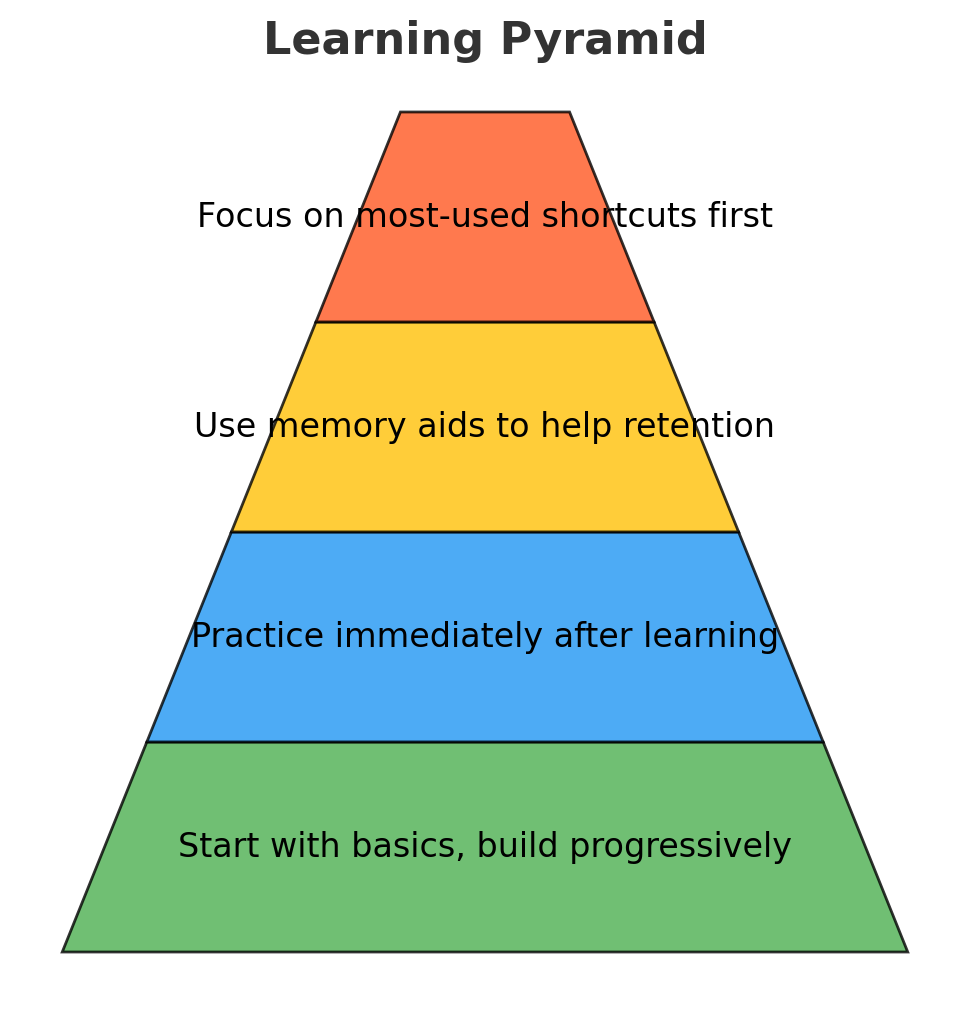 Learning Pyramid
Focus on most-used shortcuts first
Use memory aids to help retention
Practice immediately after learning
Start with basics, build progressively